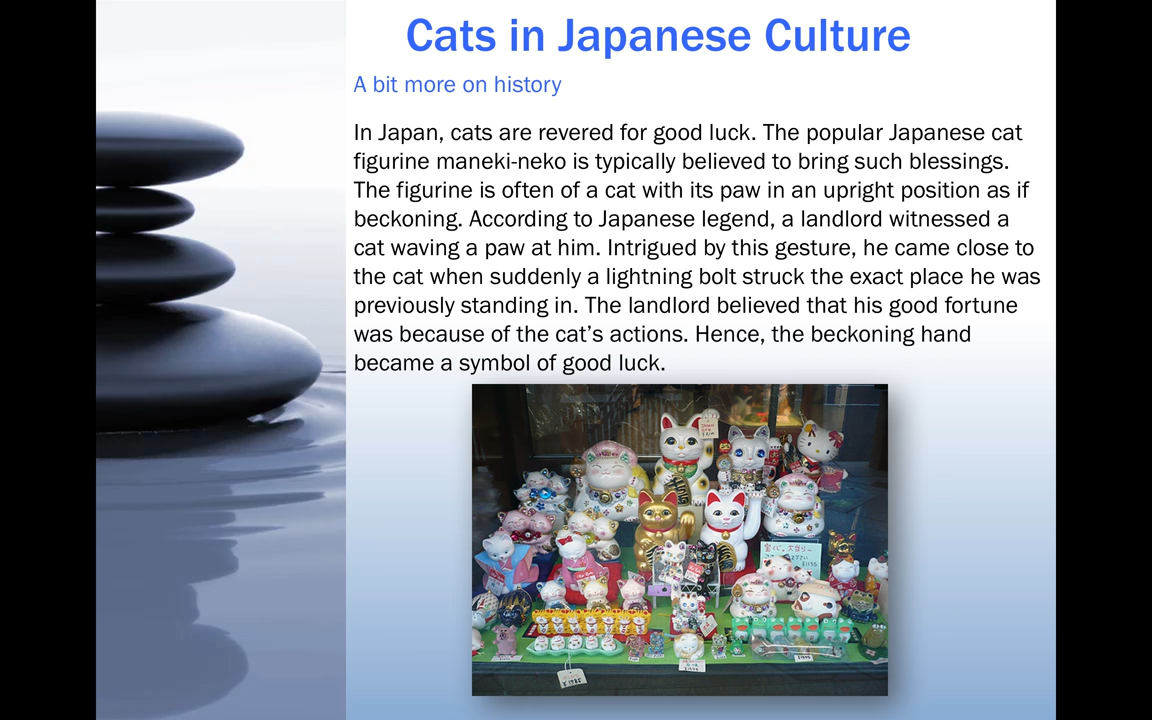 Cats in Japanese Culture
A bit more on history
In Japan, cats are revered for good luck. The popular Japanese cat
figurine maneki-neko is typically believed to bring such blessings.
The figurine is often of a cat with its paw in an upright position as if
beckoning. According to Japanese legend, a landlord witnessed a
cat waving a paw at him. Intrigued by this gesture, he came close to
the cat when suddenly a lightning bolt struck the exact place he was
previously standing in. The landlord believed that his good fortune
was because of the cat’s actions. Hence, the beckoning hand
became a symbol of good luck.